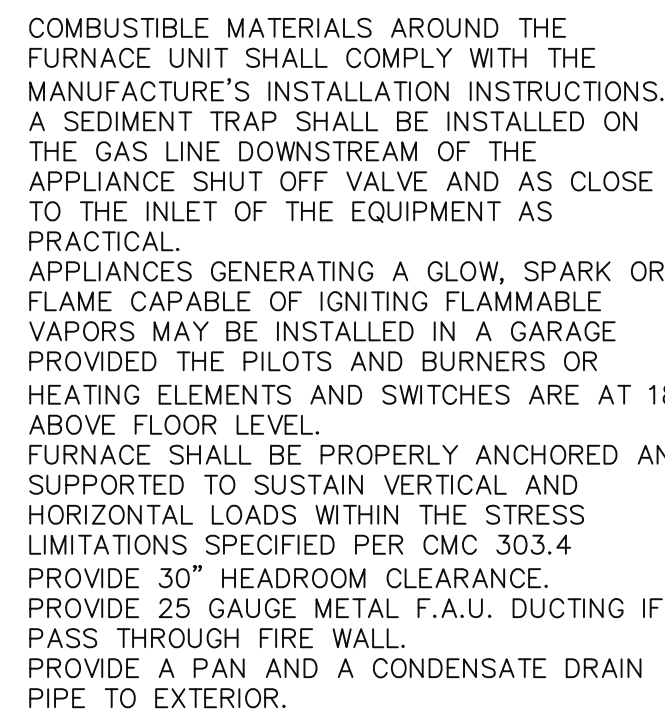 COMBUSTIBLE MATERIALS AROUND THE
FURNACE UNIT SHALL COMPLY WITH THE
MANUFACTURE'S INSTALLATION INSTRUCTIONS.
A SEDIMENT TRAP SHALL BE INSTALLED ON
THE GAS LINE DOWNSTREAM OF THE
APPLIANCE SHUT OFF VALVE AND AS CLOSE
TO THE INLET OF THE EQUIPMENT AS
PRACTICAL.
APPLIANCES GENERATING A GLOW, SPARK OR
FLAME CAPABLE OF IGNITING FLAMMABLE
VAPORS MAY BE INSTALLED IN A GARAGE
PROVIDED THE PILOTS AND BURNERS OR
HEATING ELEMENTS AND SWITCHES ARE AT
ABOVE FLOOR LEVEL.
FURNACE SHALL BE PROPERLY ANCHORED
SUPPORTED TO SUSTAIN VERTICAL AND
HORIZONTAL LOADS WITHIN THE STRESS
LIMITATIONS SPECIFIED PER CMC 303.4
PROVIDE 30" HEADROOM CLEARANCE.
PROVIDE 25 GAUGE METAL F.A.U. DUCTING IF
PASS THROUGH FIRE WALL.
PROVIDE A PAN AND A CONDENSATE DRAIN
PIPE TO EXTERIOR.